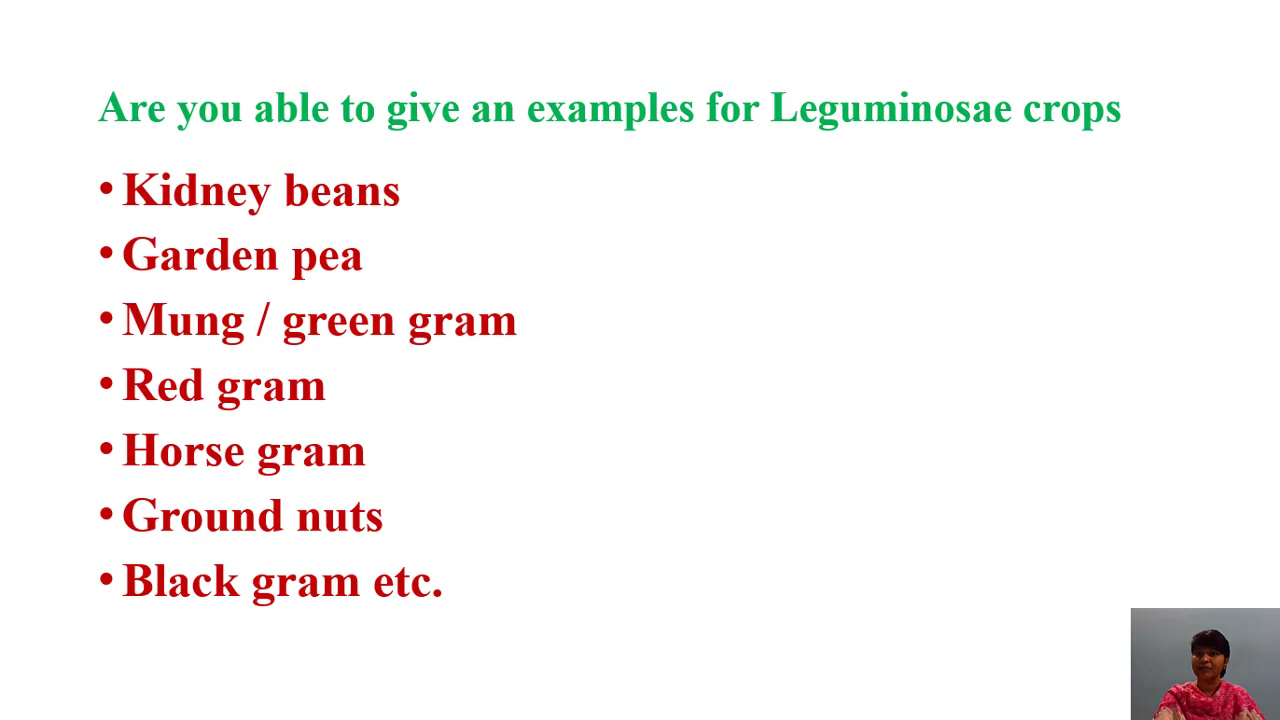 Are you able to give an examples for Leguminosae crops
• Kidney beans
• Garden pea
• Mung / green gram
• Red gram
• Horse gram
• Ground nuts
• Black gram etc.